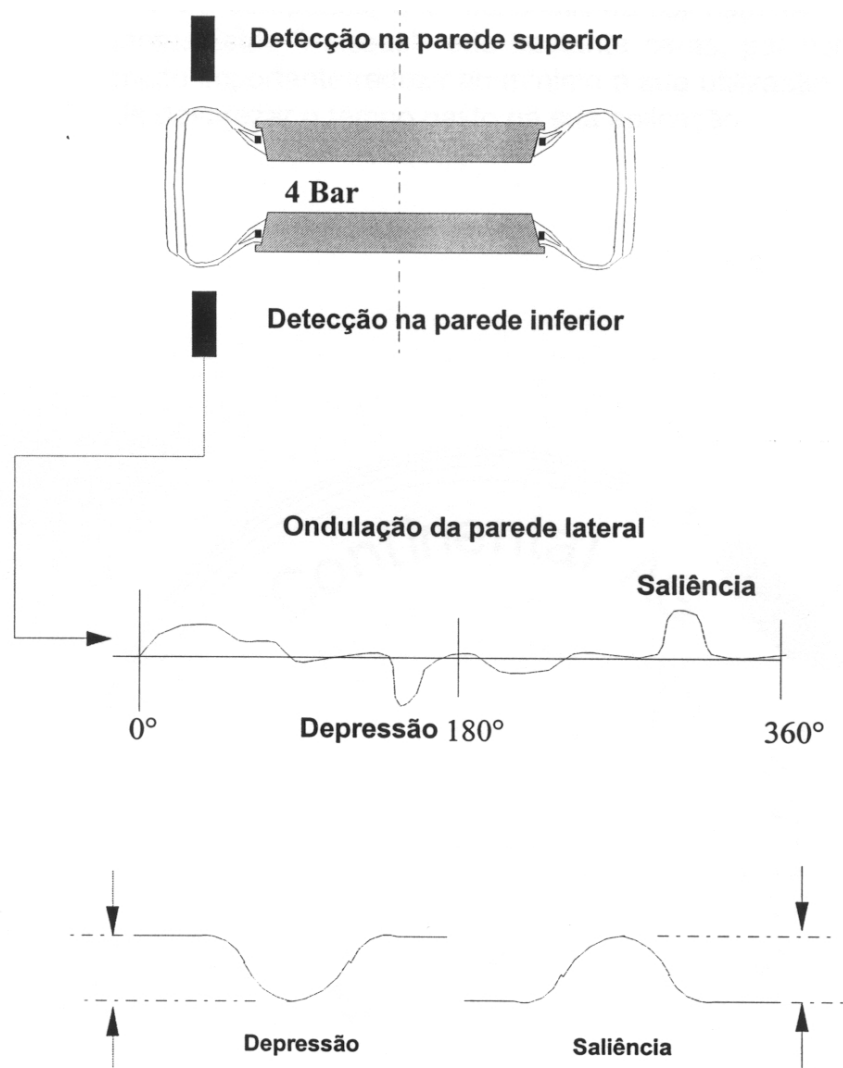 Detecção na parede superior
4 Bar
Detecção na parede inferior
Ondulação da parede lateral
Saliência
Depressão
0°
180°
360°
Depressão
Saliência